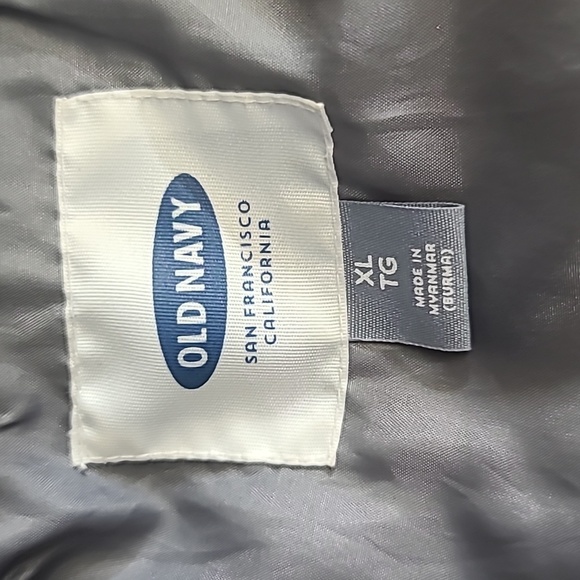 OLD NAVY
SAN FRANCISCO
CALIFORNIA
XL
TG
MADE IN
MYANMAR
(BURMA)